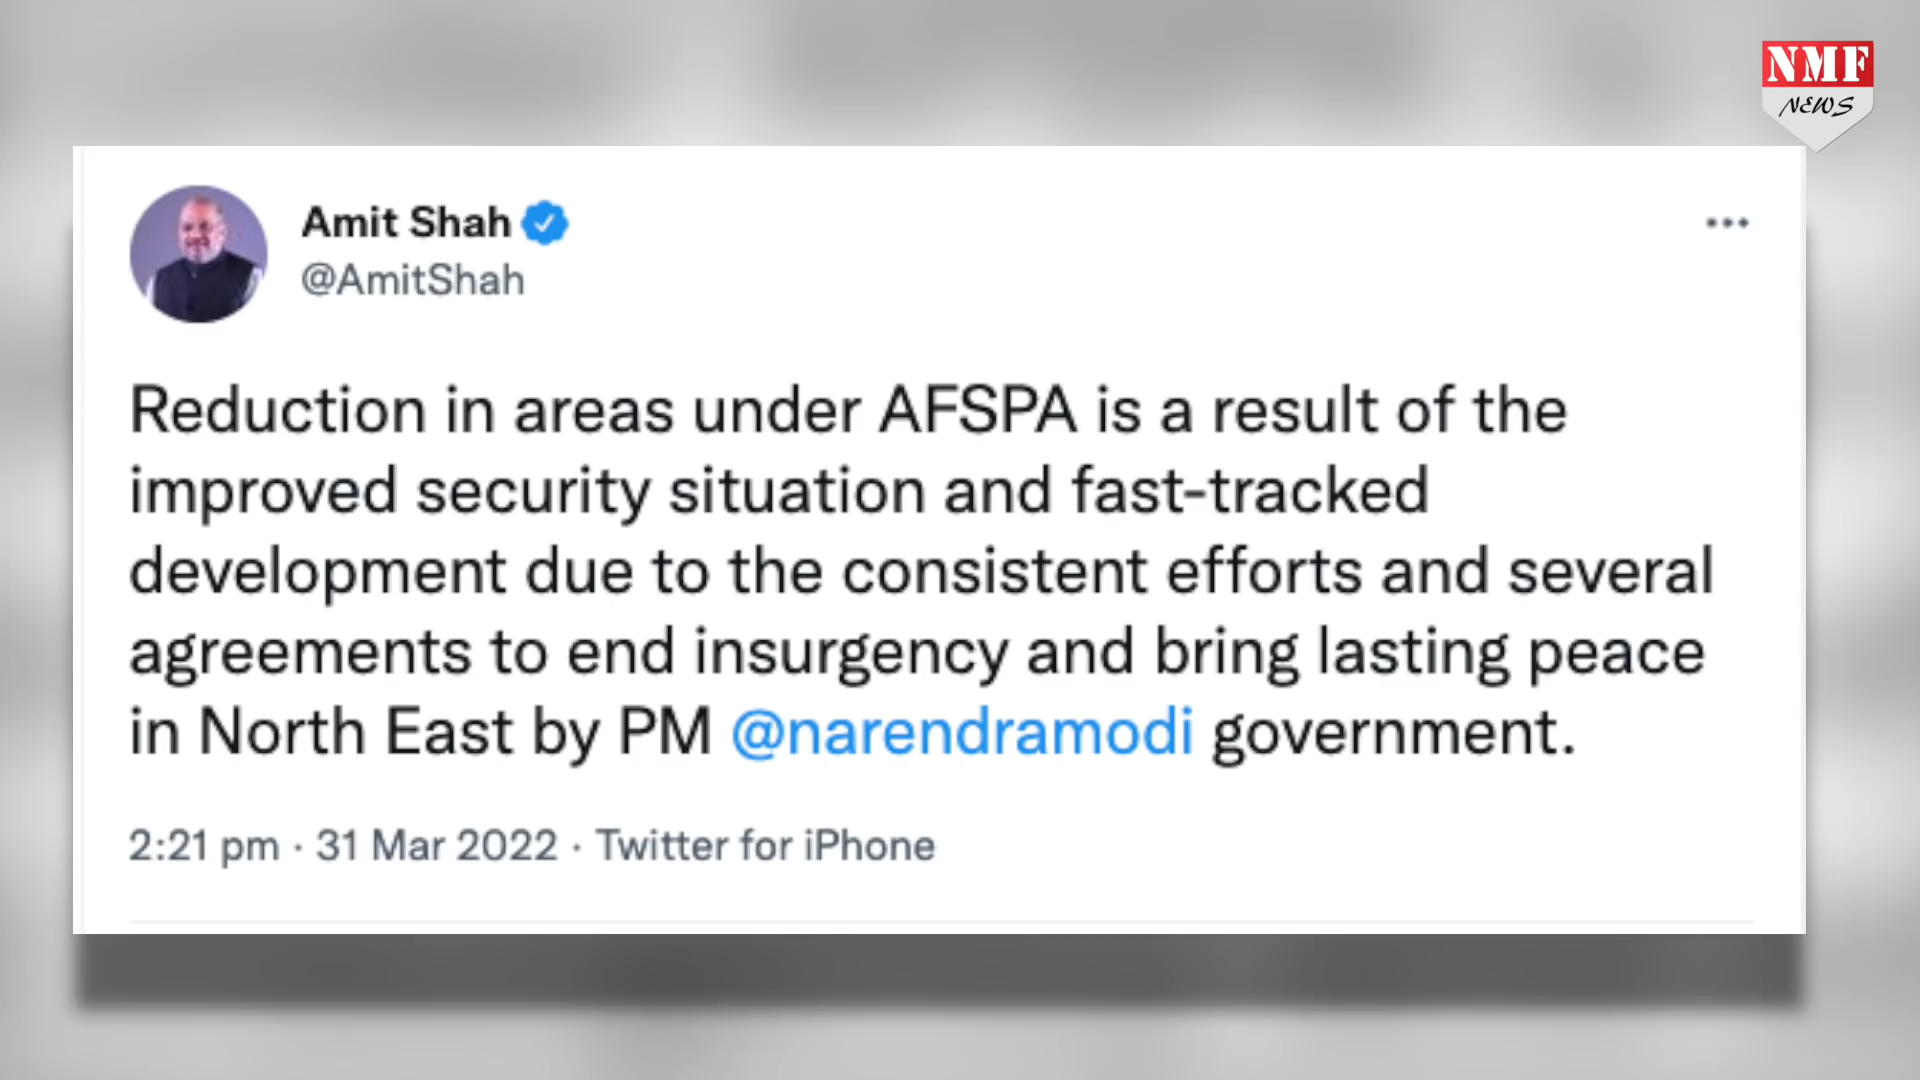 NMF
NEWS
Amit Shah
@AmitShah
Reduction in areas under AFSPA is a result of the
improved security situation and fast-tracked
development due to the consistent efforts and several
agreements to end insurgency and bring lasting peace
in North East by PM @narendramodi government.
2:21 pm · 31 Mar 2022 · Twitter for iPhone